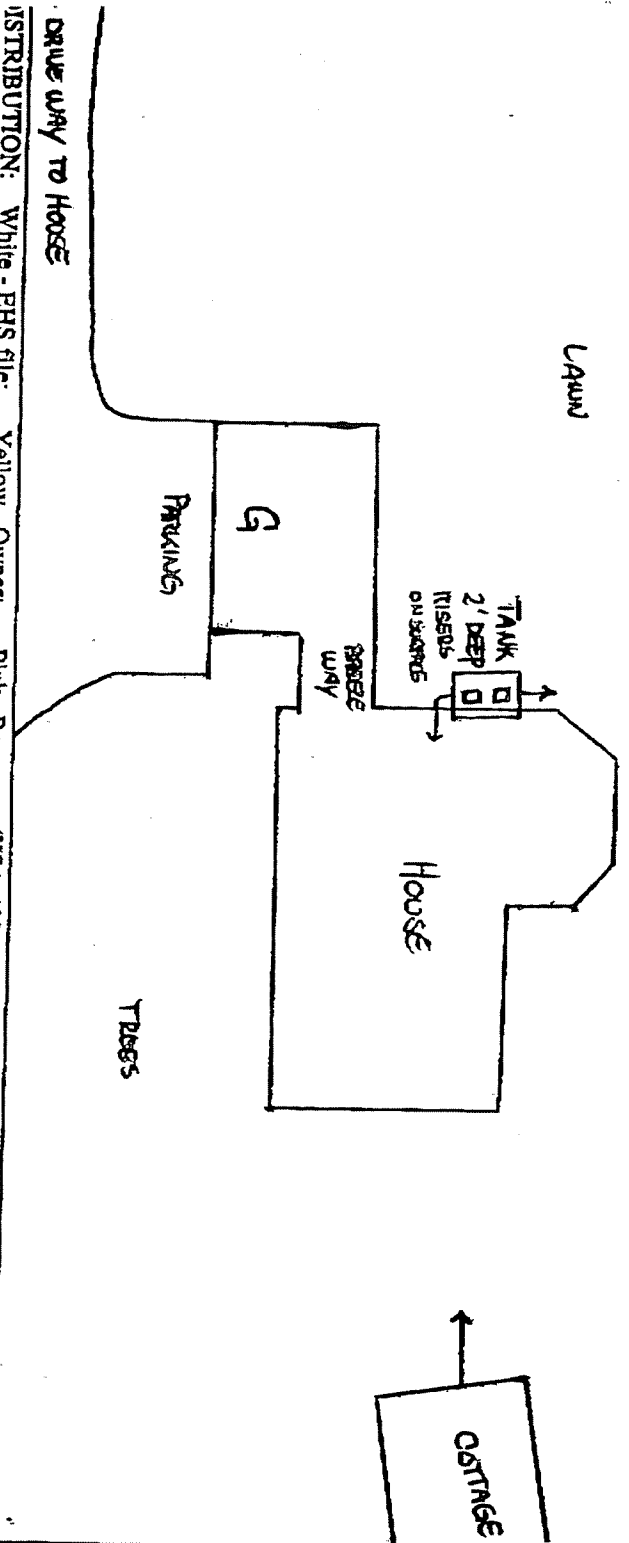 LAWN
TANK
2' DEEP
RISERS
HOUSE
COTTAGE
BREEZE
WAY
G
PARKING
TREES
DRIVE WAY TO HOUSE
DISTRIBUTION: White - EHS file: Yellow